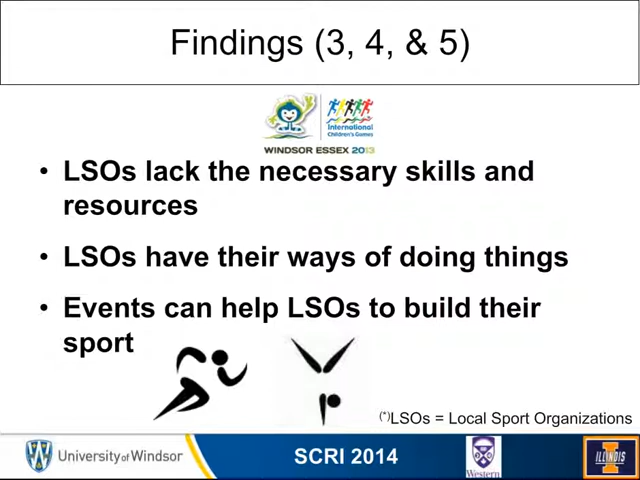 Findings (3, 4, & 5)
International
Children's Games
WINDSOR ESSEX 2013
• LSOs lack the necessary skills and
resources
• LSOs have their ways of doing things
• Events can help LSOs to build their
sport
(*)LSOs = Local Sport Organizations
University of Windsor
SCRI 2014
Western
ILLINOIS